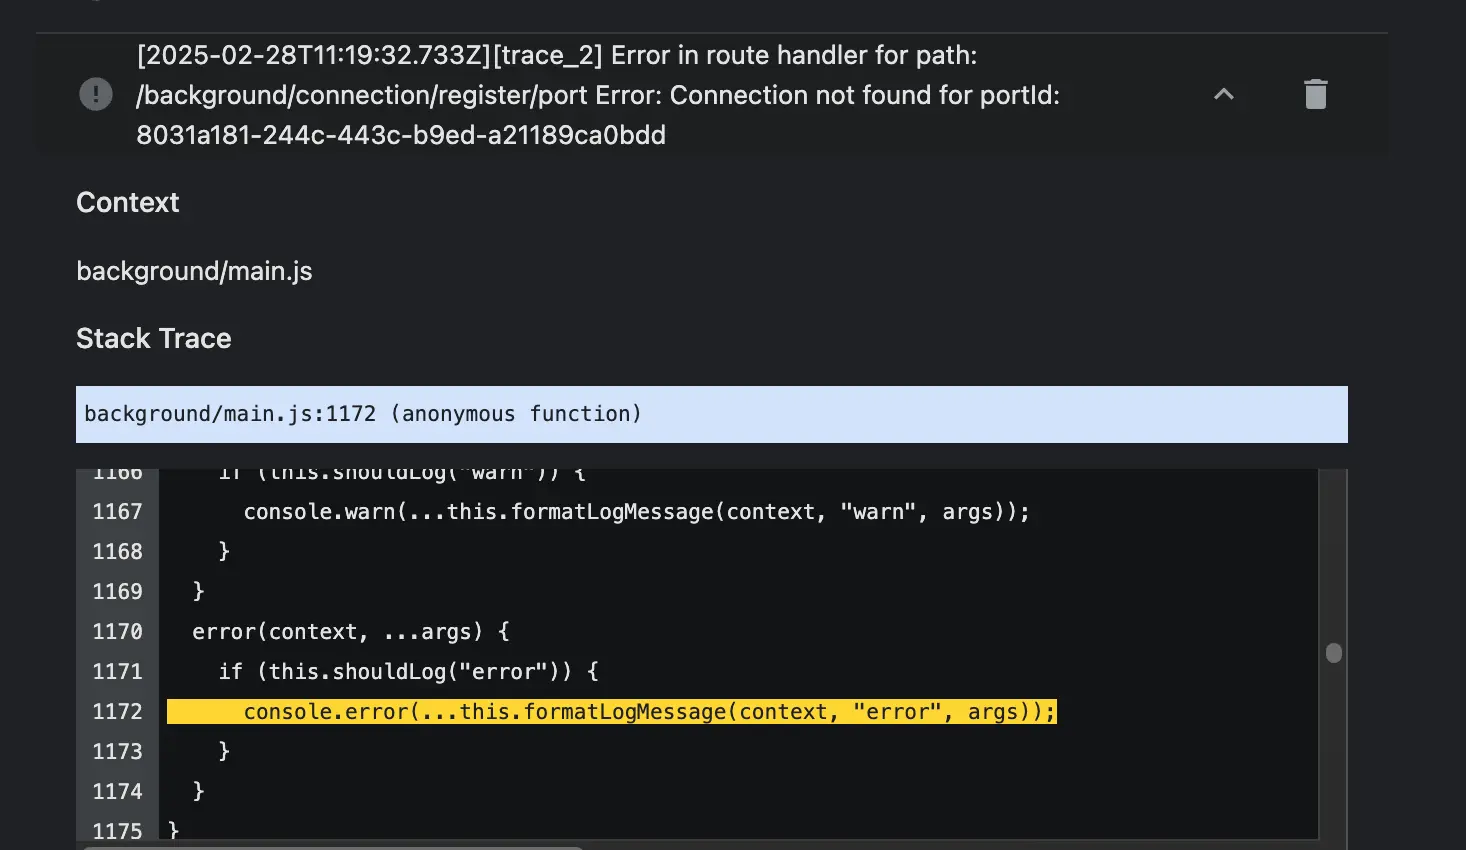 [2025-02-28T11:19:32.733Z][trace_2] Error in route handler for path:
/background/connection/register/port Error: Connection not found for portId:
8031a181-244c-443c-b9ed-a21189ca0bdd
Context
background/main.js
Stack Trace
background/main.js:1172 (anonymous function)
1166      if (this.shouldLog("warn")) {
1167        console.warn(...this.formatLogMessage(context, "warn", args));
1168      }
1169    }
1170    error(context, ...args) {
1171      if (this.shouldLog("error")) {
1172        console.error(...this.formatLogMessage(context, "error", args));
1173      }
1174    }
1175  }